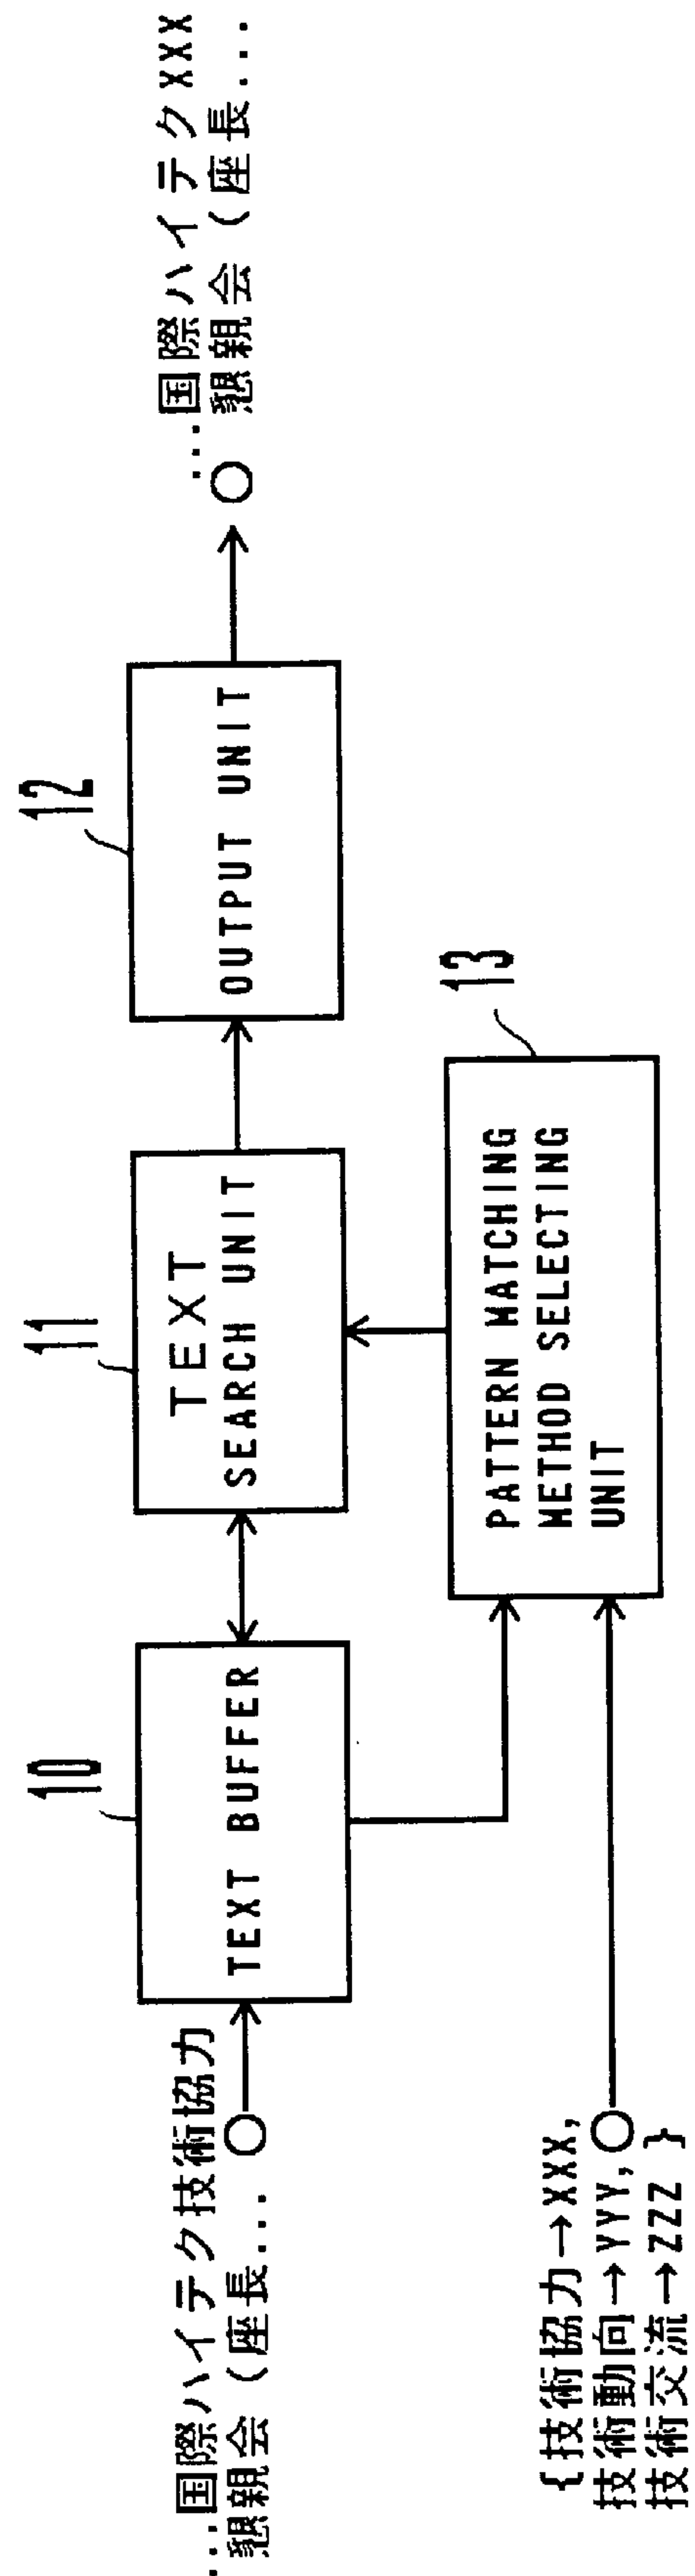 ...国際ハイテク技術協力
懇親会（座長...
10
TEXT BUFFER
11
TEXT
SEARCH UNIT
12
OUTPUT UNIT
...国際ハイテクXXX
懇親会（座長...
{技術協力→XXX,
技術動向→YYY,
技術交流→ZZZ }
13
PATTERN MATCHING
METHOD SELECTING
UNIT